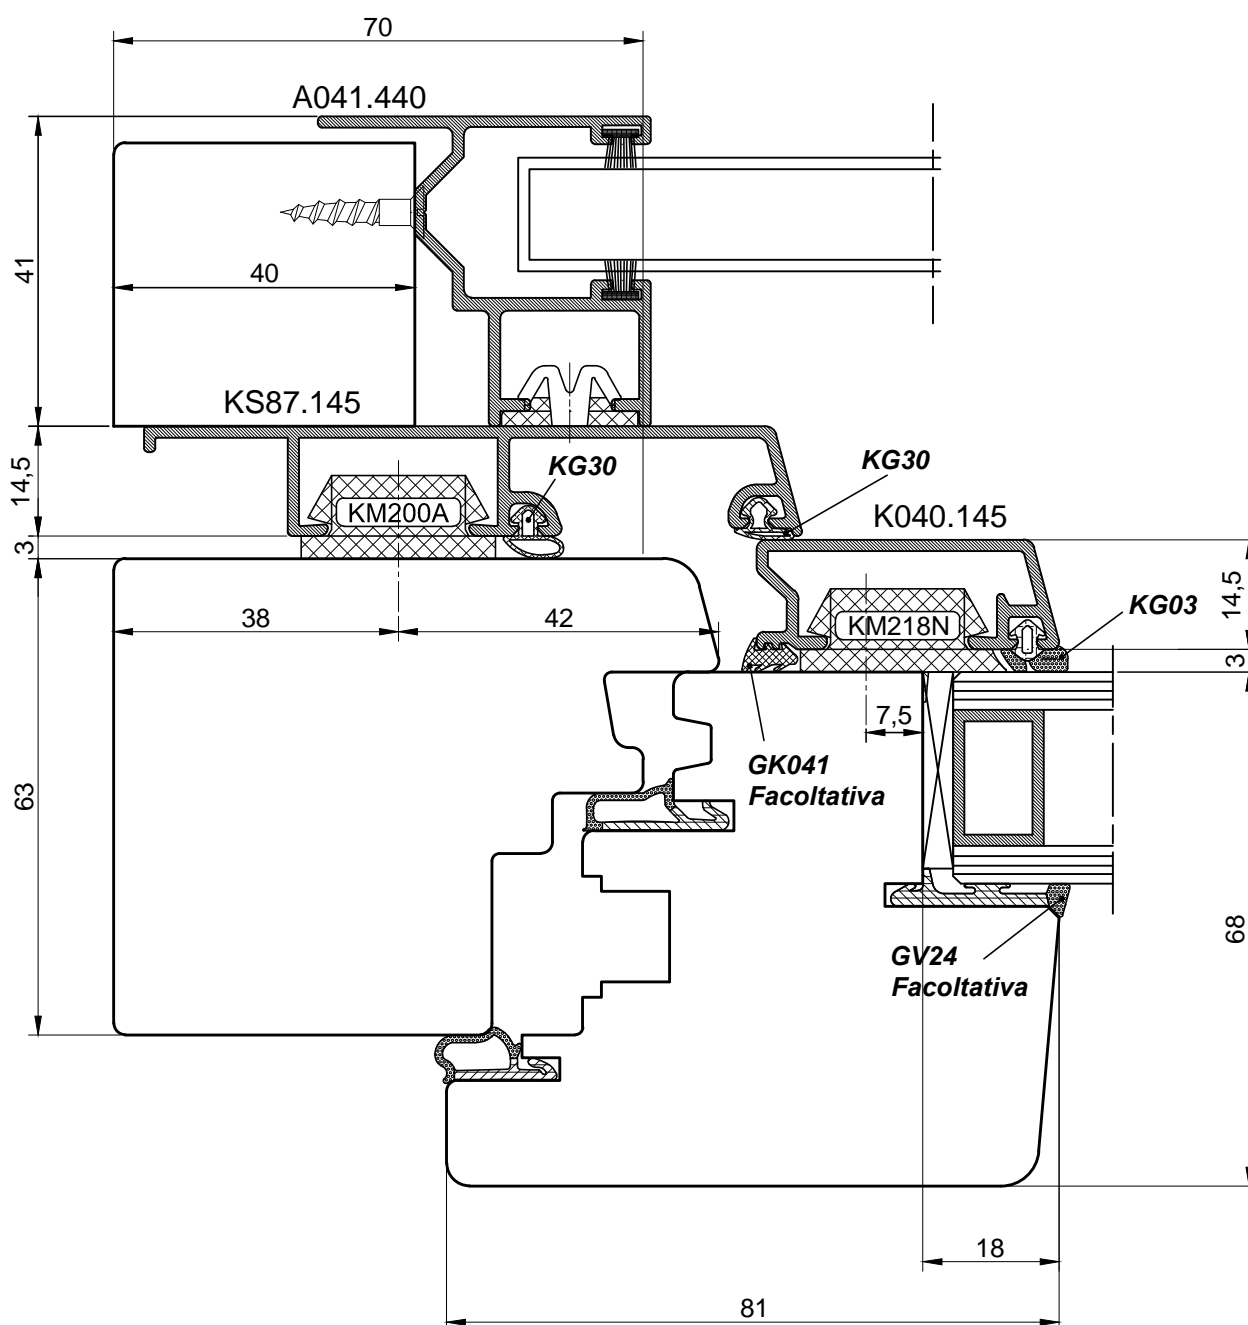 70
A041.440
41
40
KS87.145
14,5
KG30
KG30
KM200A
K040.145
3
14,5
KG03
38
42
KM218N
3
7,5
GK041
Facoltativa
63
68
GV24
Facoltativa
18
81